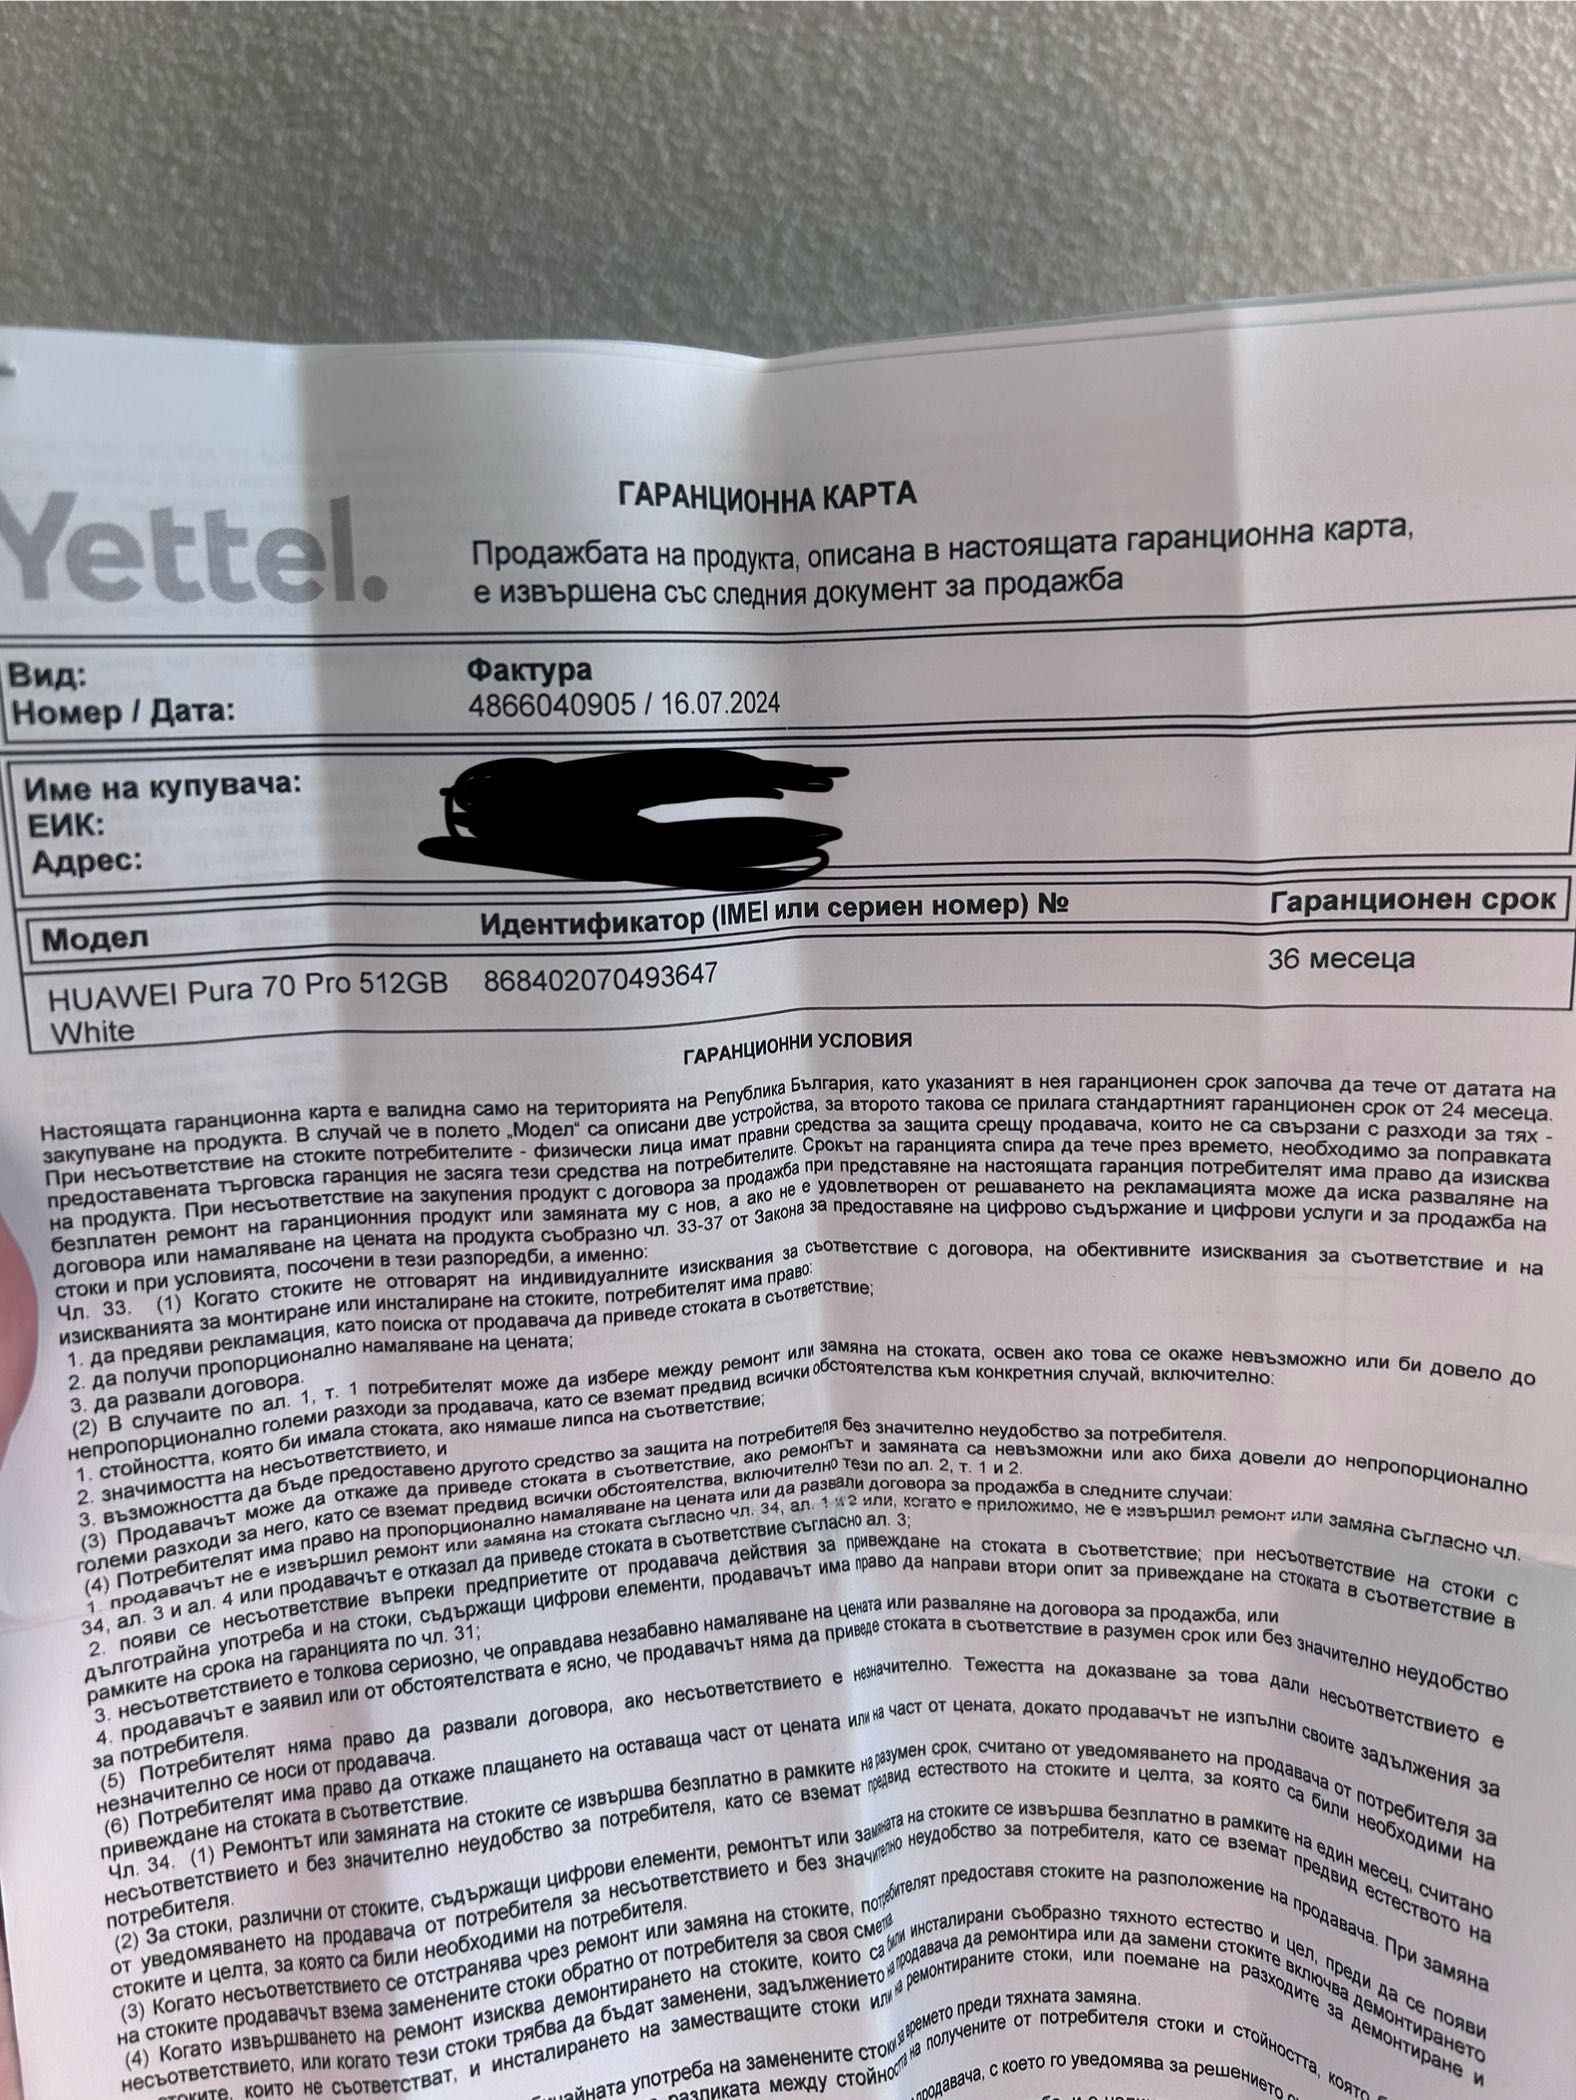 Yettel.
ГАРАНЦИОННА КАРТА
Продажбата на продукта, описана в настоящата гаранционна карта,
е извършена със следния документ за продажба
Вид: Фактура
Номер / Дата: 4866040905 / 16.07.2024
Име на купувача:
ЕИК:
Адрес:
Модел Идентификатор (IMEI или сериен номер) № Гаранционен срок
HUAWEI Pura 70 Pro 512GB 868402070493647 36 месеца
White
ГАРАНЦИОННИ УСЛОВИЯ
Настоящата гаранционна карта е валидна само на територията на Република България, като указаният в нея гаранционен срок започва да тече от датата на
закупуване на продукта. В случай че в полето „Модел“ са описани две устройства, за второто такова се прилага стандартният гаранционен срок от 24 месеца.
При несъответствие на стоките потребителите - физически лица имат правни средства за защита срещу продавача, които не са свързани с разходи за тях -
предоставената търговска гаранция не засяга тези средства на потребителите. Срокът на гаранцията спира да тече през времето, необходимо за поправката
на продукта. При несъответствие на закупения продукт с договора за продажба при представяне на настоящата гаранция потребителят има право да изисква
безплатен ремонт на гаранционния продукт или замяната му с нов, а ако не е удовлетворен от решаването на рекламацията може да иска разваляне на
договора или намаляване на цената на продукта съобразно чл. 33-37 от Закона за предоставяне на цифрово съдържание и цифрови услуги и за продажба на
стоки и при условията, посочени в тези разпоредби, а именно:
Чл. 33. (1) Когато стоките не отговарят на индивидуалните изисквания за съответствие с договора, на обективните изисквания за съответствие и на
изискванията за монтиране или инсталиране на стоките, потребителят има право:
1. да предяви рекламация, като поиска от продавача да приведе стоката в съответствие;
2. да получи пропорционално намаляване на цената;
3. да развали договора.
(2) В случаите по ал. 1, т. 1 потребителят може да избере между ремонт или замяна на стоката, освен ако това се окаже невъзможно или би довело до
непропорционално големи разходи за продавача, като се вземат предвид всички обстоятелства към конкретния случай, включително:
1. стойността, която би имала стоката, ако нямаше липса на съответствие;
2. значимостта на несъответствието, и
3. възможността да бъде предоставено другото средство за защита на потребителя без значително неудобство за потребителя.
(3) Продавачът може да откаже да приведе стоката в съответствие, ако ремонтът и замяната са невъзможни или ако биха довели до непропорционално
големи разходи за него, като се вземат предвид всички обстоятелства, включително тези по ал. 2, т. 1 и 2.
(4) Потребителят има право на пропорционално намаляване на цената или да развали договора за продажба в следните случаи:
1. продавачът не е извършил ремонт или замяна на стоката съгласно чл. 34, ал. 1 и 2 или, когато е приложимо, не е извършил ремонт или замяна съгласно чл.
34, ал. 3 и ал. 4 или продавачът е отказал да приведе стоката в съответствие съгласно ал. 3;
2. появи се несъответствие въпреки предприетите от продавача действия за привеждане на стоката в съответствие; при несъответствие на стоки с
дълготрайна употреба и на стоки, съдържащи цифрови елементи, продавачът има право да направи втори опит за привеждане на стоката в съответствие в
рамките на срока на гаранцията по чл. 31;
3. несъответствието е толкова сериозно, че оправдава незабавно намаляване на цената или разваляне на договора за продажба, или
4. продавачът е заявил или от обстоятелствата е ясно, че продавачът няма да приведе стоката в съответствие в разумен срок или без значително неудобство
за потребителя.
(5) Потребителят няма право да развали договора, ако несъответствието е незначително. Тежестта на доказване за това дали несъответствието е
незначително се носи от продавача.
(6) Потребителят има право да откаже плащането на оставаща част от цената или на част от цената, докато продавачът не изпълни своите задължения за
привеждане на стоката в съответствие.
Чл. 34. (1) Ремонтът или замяната на стоките се извършва безплатно в рамките на разумен срок, считано от уведомяването на продавача от потребителя за
несъответствието и без значително неудобство за потребителя, като се вземат предвид естеството на стоките и целта, за която са били необходими на
потребителя.
(2) За стоки, различни от стоките, съдържащи цифрови елементи, ремонтът или замяната на стоките се извършва безплатно в рамките на един месец, считано
от уведомяването на продавача от потребителя за несъответствието и без значително неудобство за потребителя, като се вземат предвид естеството на
стоките и целта, за която са били необходими на потребителя.
(3) Когато несъответствието се отстранява чрез ремонт или замяна на стоките, потребителят предоставя стоките на разположение на продавача. При замяна
на стоките продавачът взема заменените стоки обратно от потребителя за своя сметка.
(4) Когато извършването на ремонт изисква демонтирането на стоките, които са били инсталирани съобразно тяхното естество и цел, преди да се появи
несъответствието, или когато тези стоки трябва да бъдат заменени, задължението на продавача да ремонтира или да замени стоките включва демонтирането
стоките, които не съответстват, и инсталирането на заместващите стоки или на ремонтираните стоки, или поемане на разходите за демонтиране и
употреба на заменените стоки за времето преди тяхната замяна.
разликата между стойността на получените от потребителя стоки и стойността, която
продавача, с което го уведомява за решението